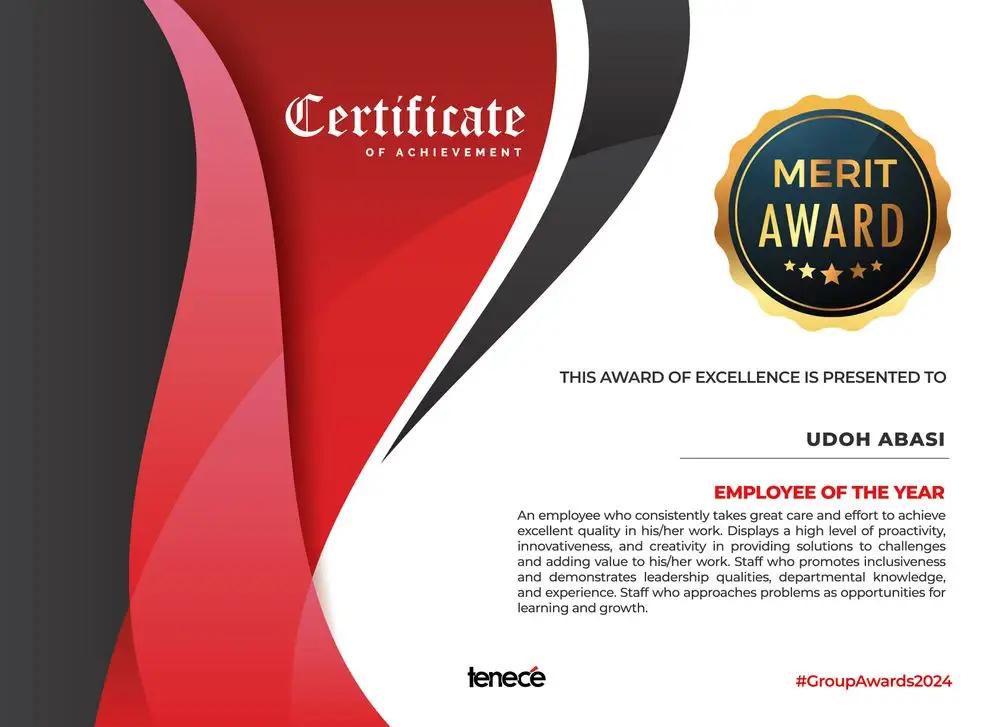 Certificate
OF ACHIEVEMENT
MERIT
AWARD
THIS AWARD OF EXCELLENCE IS PRESENTED TO
UDOH ABASI
EMPLOYEE OF THE YEAR
An employee who consistently takes great care and effort to achieve
excellent quality in his/her work. Displays a high level of proactivity,
innovativeness, and creativity in providing solutions to challenges
and adding value to his/her work. Staff who promotes inclusiveness
and demonstrates leadership qualities, departmental knowledge,
and experience. Staff who approaches problems as opportunities for
learning and growth.
tenecé
#GroupAwards2024